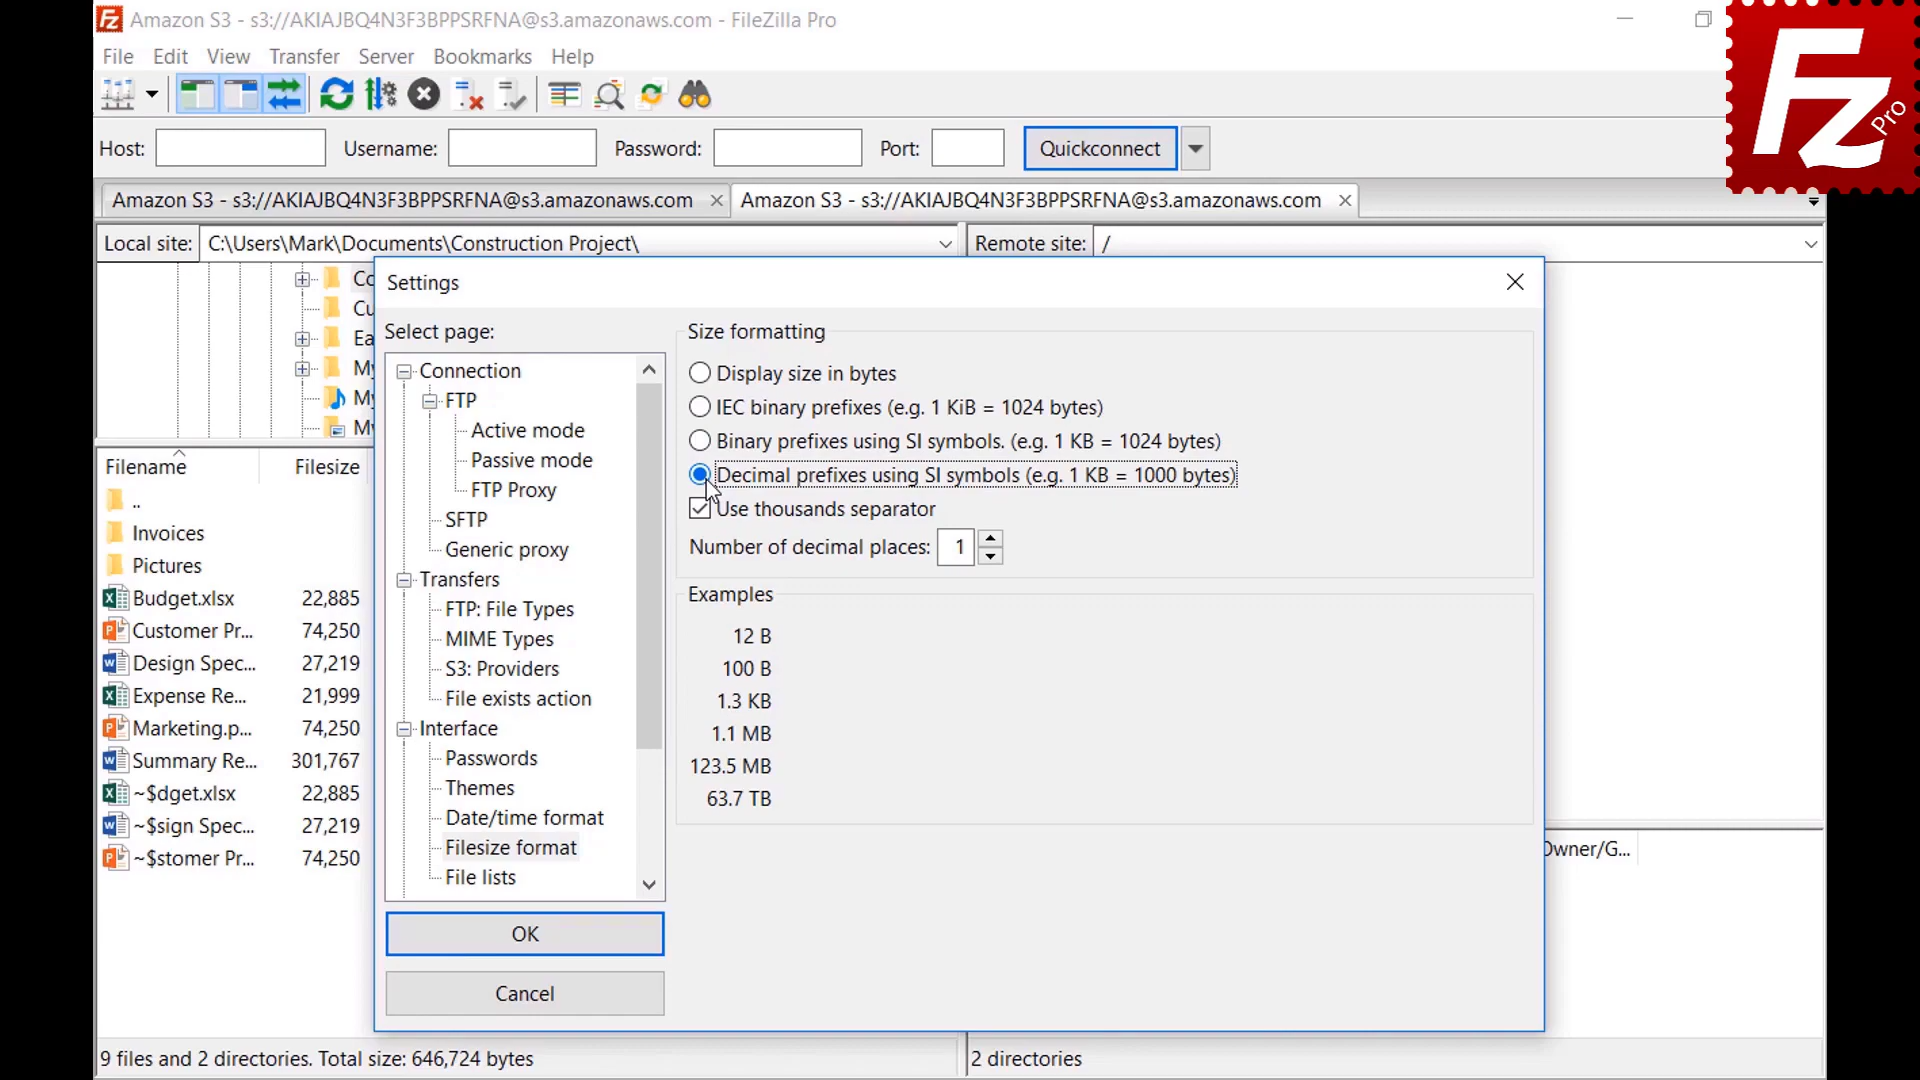 Amazon S3 - s3://AKIAJBQ4N3F3BPPSRFNA@s3.amazonaws.com - FileZilla Pro
File Edit View Transfer Server Bookmarks Help
Host: Username: Password: Port: Quickconnect
Amazon S3 - s3://AKIAJBQ4N3F3BPPSRFNA@s3.amazonaws.com Amazon S3 - s3://AKIAJBQ4N3F3BPPSRFNA@s3.amazonaws.com
Local site: C:\Users\Mark\Documents\Construction Project\ Remote site: /
Co
Cu
Ea
My
My
My
Filename Filesize
..
Invoices
Pictures
Budget.xlsx 22,885
Customer Pr... 74,250
Design Spec... 27,219
Expense Re... 21,999
Marketing.p... 74,250
Summary Re... 301,767
~$dget.xlsx 22,885
~$sign Spec... 27,219
~$stomer Pr... 74,250
9 files and 2 directories. Total size: 646,724 bytes
Settings
Select page:
Connection
FTP
Active mode
Passive mode
FTP Proxy
SFTP
Generic proxy
Transfers
FTP: File Types
MIME Types
S3: Providers
File exists action
Interface
Passwords
Themes
Date/time format
Filesize format
File lists
OK
Cancel
Size formatting
Display size in bytes
IEC binary prefixes (e.g. 1 KiB = 1024 bytes)
Binary prefixes using SI symbols. (e.g. 1 KB = 1024 bytes)
Decimal prefixes using SI symbols (e.g. 1 KB = 1000 bytes)
Use thousands separator
Number of decimal places: 1
Examples
12 B
100 B
1.3 KB
1.1 MB
123.5 MB
63.7 TB
Owner/G...
2 directories
Fz Pro